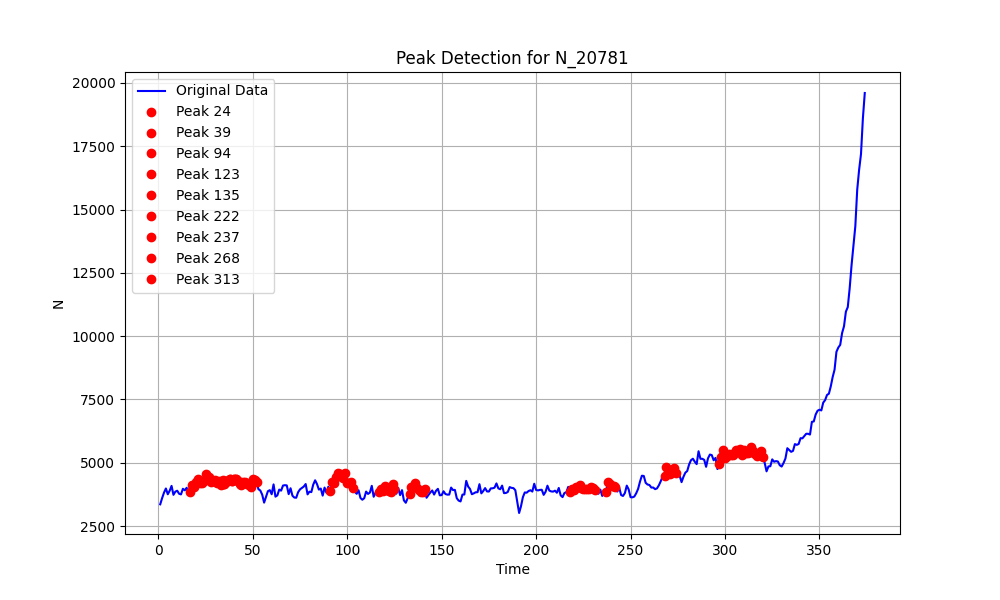 Peak Detection for N_20781
Original Data
Peak 24
Peak 39
Peak 94
Peak 123
Peak 135
Peak 222
Peak 237
Peak 268
Peak 313
20000
17500
15000
12500
10000
7500
5000
2500
N
0 50 100 150 200 250 300 350
Time